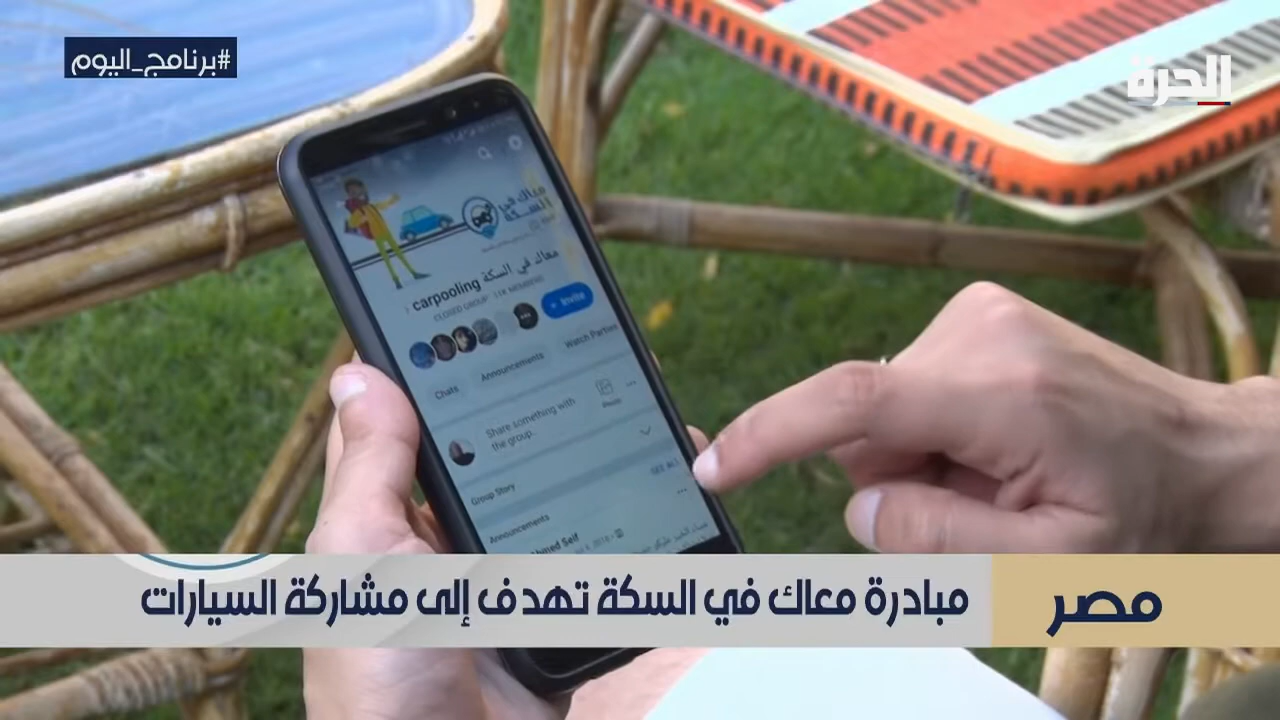 #برنامج_اليوم
الحرة
معاك في
السكة
معاك في السكة carpooling
CLOSED GROUP · 11K MEMBERS
+ Invite
Chats
Announcements
Watch Parties
Share something with
the group.
Photo
Group Story
SEE ALL
Announcements
Ahmed Seif
مصر
مبادرة معاك في السكة تهدف إلى مشاركة السيارات